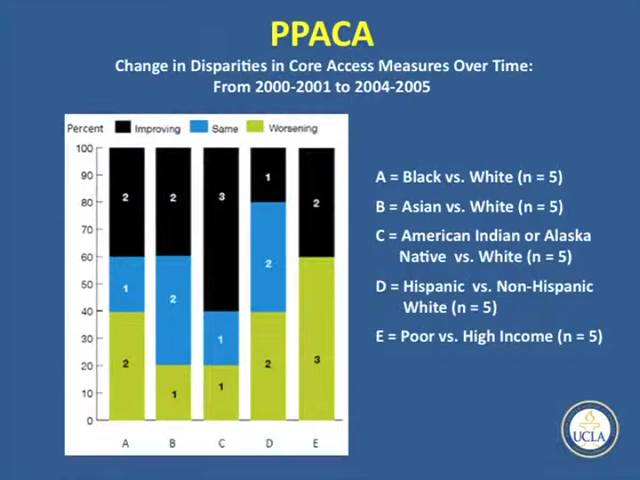 PPACA
Change in Disparities in Core Access Measures Over Time:
From 2000-2001 to 2004-2005
Percent Improving Same Worsening
100
90
80
70
60
50
40
30
20
10
0
2
1
2
2
2
1
3
1
1
1
2
2
2
3
A B C D E
A = Black vs. White (n = 5)
B = Asian vs. White (n = 5)
C = American Indian or Alaska
Native vs. White (n = 5)
D = Hispanic vs. Non-Hispanic
White (n = 5)
E = Poor vs. High Income (n = 5)
UCLA